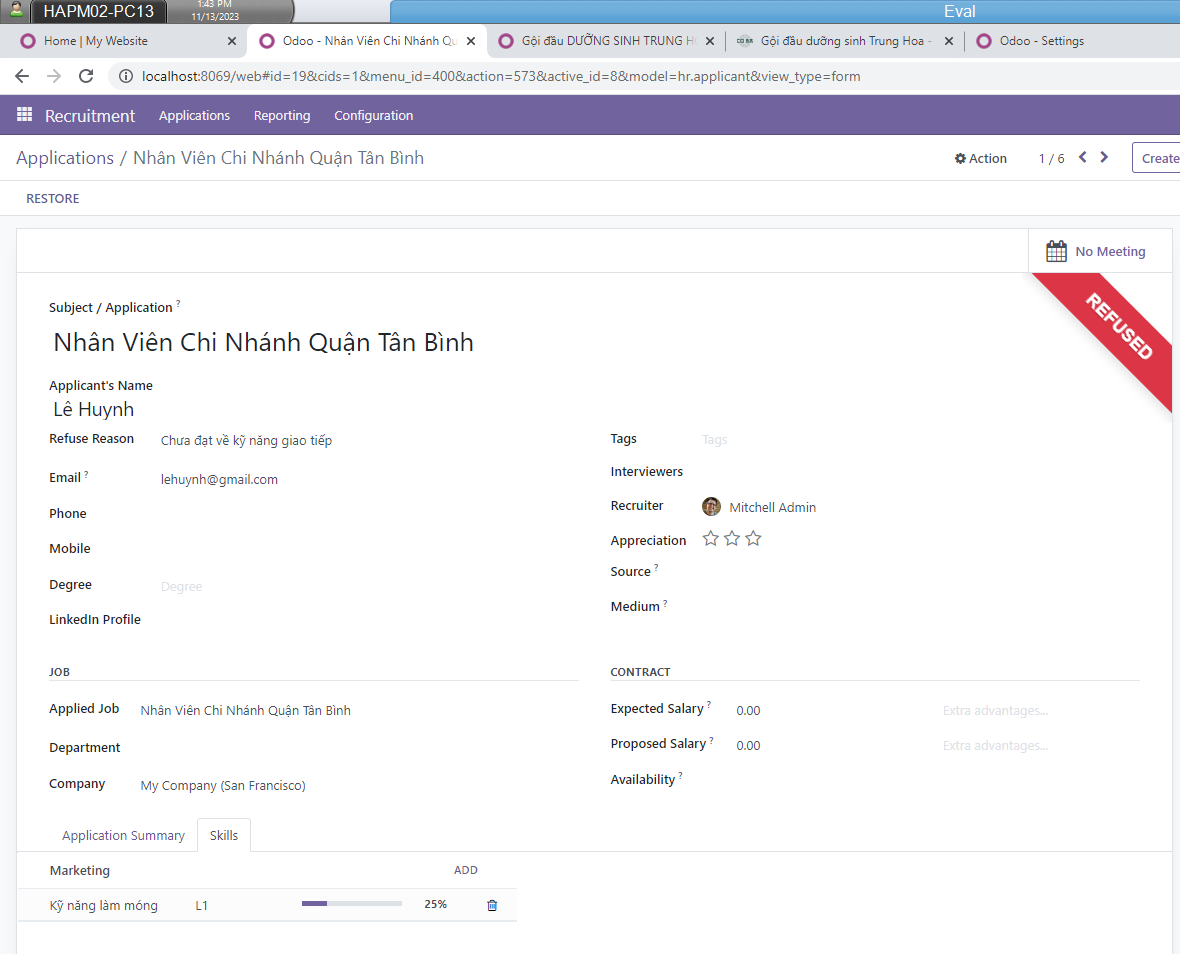 HAPM02-PC13
1:43 PM
11/13/2023
Eval
Home | My Website
Odoo - Nhân Viên Chi Nhánh Qu
Gội đầu DƯỠNG SINH TRUNG H
Gội đầu dưỡng sinh Trung Hoa -
Odoo - Settings
localhost:8069/web#id=19&cids=1&menu_id=400&action=573&active_id=8&model=hr.applicant&view_type=form
Recruitment Applications Reporting Configuration
Applications / Nhân Viên Chi Nhánh Quận Tân Bình
Action 1 / 6 Create
RESTORE
No Meeting
REFUSED
Subject / Application ?
Nhân Viên Chi Nhánh Quận Tân Bình
Applicant's Name
Lê Huynh
Refuse Reason Chưa đạt về kỹ năng giao tiếp
Email ? lehuynh@gmail.com
Phone
Mobile
Degree Degree
LinkedIn Profile
Tags Tags
Interviewers
Recruiter Mitchell Admin
Appreciation
Source ?
Medium ?
JOB
Applied Job Nhân Viên Chi Nhánh Quận Tân Bình
Department
Company My Company (San Francisco)
CONTRACT
Expected Salary ? 0.00 Extra advantages...
Proposed Salary ? 0.00 Extra advantages...
Availability ?
Application Summary Skills
Marketing ADD
Kỹ năng làm móng L1 25%